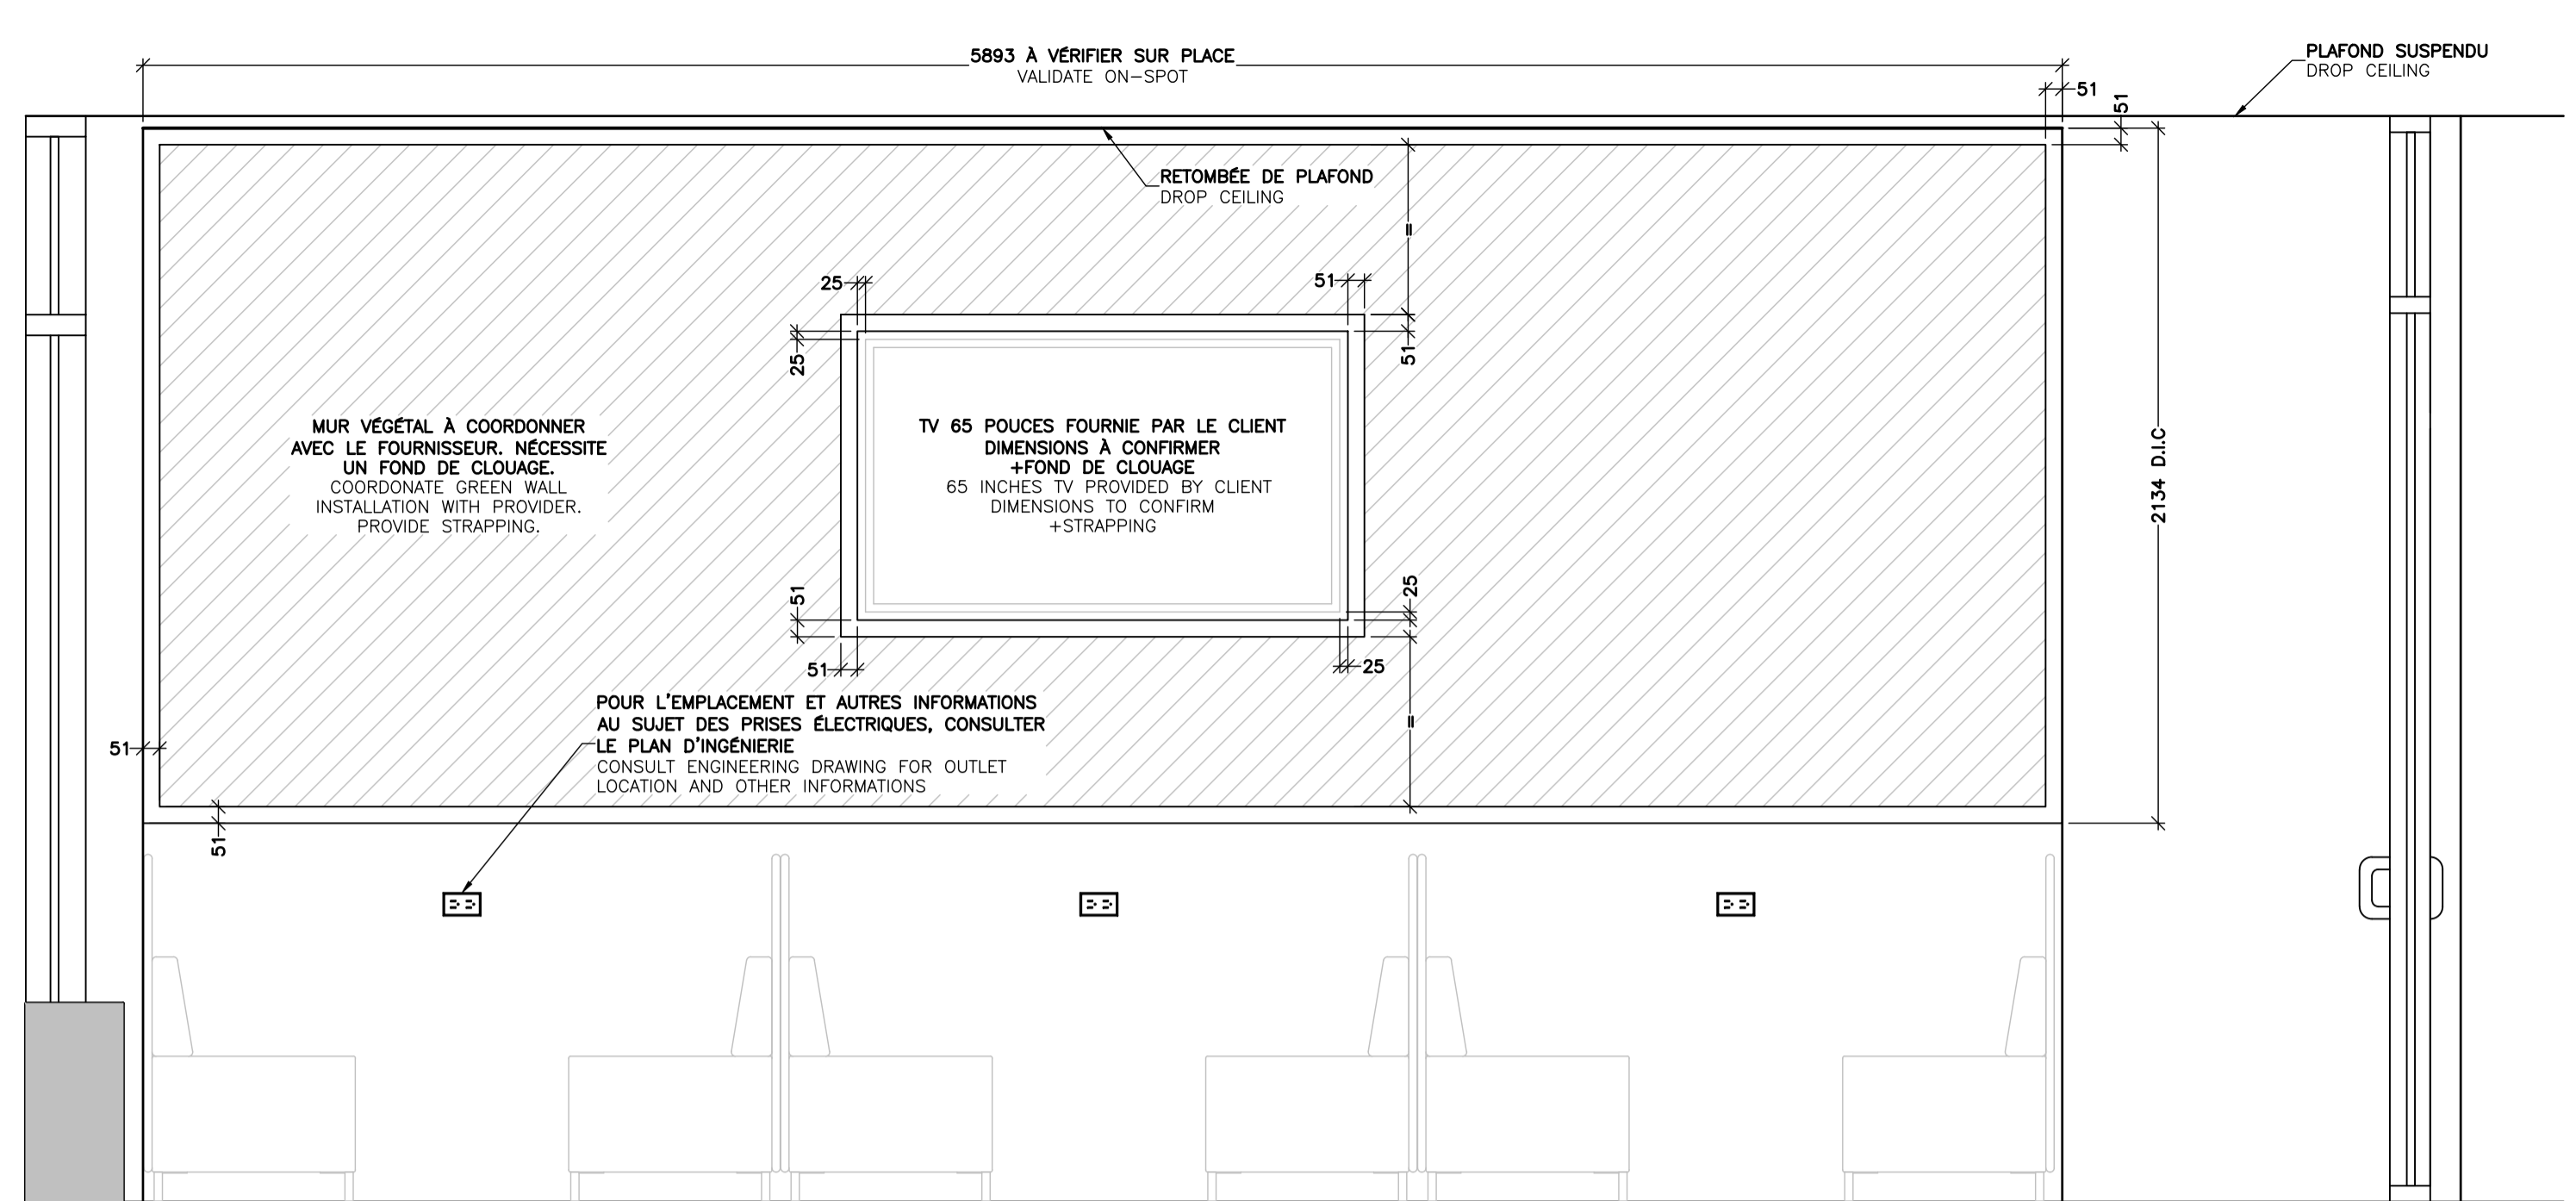 5893 À VÉRIFIER SUR PLACE
VALIDATE ON-SPOT
PLAFOND SUSPENDU
DROP CEILING
51
51
RETOMBÉE DE PLAFOND
DROP CEILING
=
25
51
25
51
MUR VÉGÉTAL À COORDONNER
AVEC LE FOURNISSEUR. NÉCESSITE
UN FOND DE CLOUAGE.
COORDONATE GREEN WALL
INSTALLATION WITH PROVIDER.
PROVIDE STRAPPING.
TV 65 POUCES FOURNIE PAR LE CLIENT
DIMENSIONS À CONFIRMER
+FOND DE CLOUAGE
65 INCHES TV PROVIDED BY CLIENT
DIMENSIONS TO CONFIRM
+STRAPPING
2134 D.I.C
51
25
51
25
POUR L'EMPLACEMENT ET AUTRES INFORMATIONS
AU SUJET DES PRISES ÉLECTRIQUES, CONSULTER
LE PLAN D'INGÉNIERIE
CONSULT ENGINEERING DRAWING FOR OUTLET
LOCATION AND OTHER INFORMATIONS
=
51
51